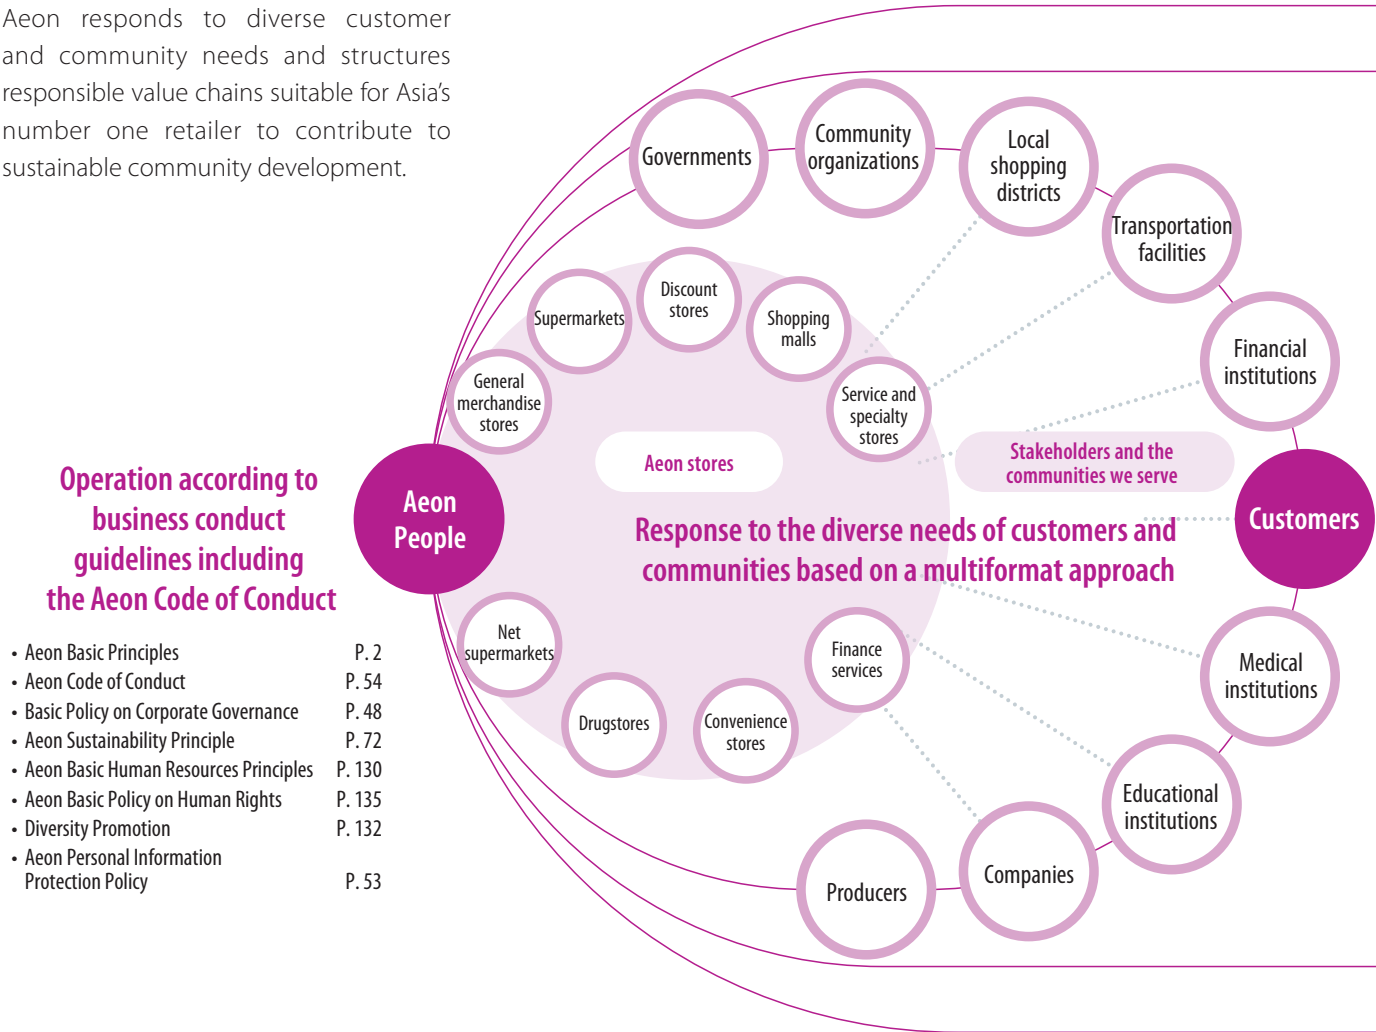 Aeon responds to diverse customer
and community needs and structures
responsible value chains suitable for Asia's
number one retailer to contribute to
sustainable community development.
Governments
Community
organizations
Local
shopping
districts
Transportation
facilities
Financial
institutions
Customers
Medical
institutions
Educational
institutions
Companies
Producers
Supermarkets
Discount
stores
Shopping
malls
General
merchandise
stores
Service and
specialty
stores
Aeon stores
Stakeholders and the
communities we serve
Aeon
People
Response to the diverse needs of customers and
communities based on a multiformat approach
Net
supermarkets
Drugstores
Convenience
stores
Finance
services
Operation according to
business conduct
guidelines including
the Aeon Code of Conduct
• Aeon Basic Principles P. 2
• Aeon Code of Conduct P. 54
• Basic Policy on Corporate Governance P. 48
• Aeon Sustainability Principle P. 72
• Aeon Basic Human Resources Principles P. 130
• Aeon Basic Policy on Human Rights P. 135
• Diversity Promotion P. 132
• Aeon Personal Information
Protection Policy P. 53